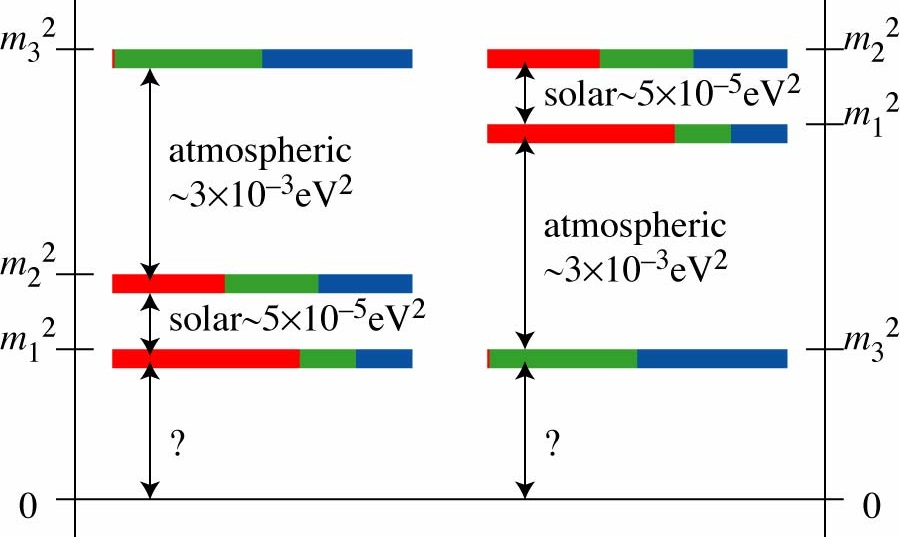 m₃²
atmospheric
~3×10⁻³eV²
m₂²
solar~5×10⁻⁵eV²
m₁²
?
0
m₂²
solar~5×10⁻⁵eV²
m₁²
atmospheric
~3×10⁻³eV²
m₃²
?
0